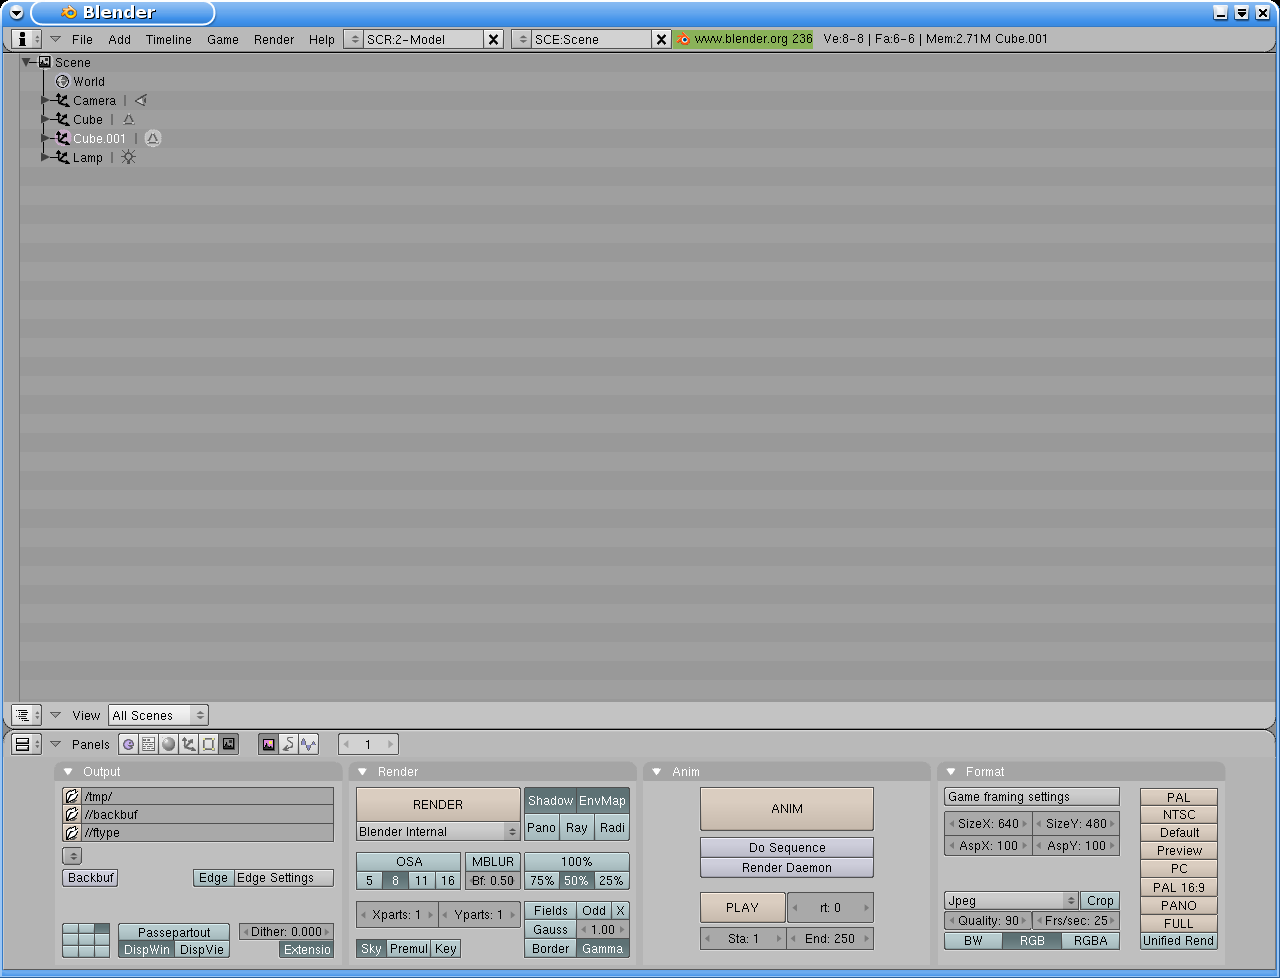 Blender
File Add Timeline Game Render Help SCR:2-Model SCE:Scene www.blender.org 236 Ve:8-8 | Fa:6-6 | Mem:2.71M Cube.001
Scene
World
Camera
Cube
Cube.001
Lamp
View All Scenes
Panels 1
Output
/tmp/
//backbuf
//ftype
Backbuf Edge Edge Settings
Passepartout Dither: 0.000
DispWin DispVie Extensio
Render
RENDER Shadow EnvMap
Blender Internal Pano Ray Radi
OSA MBLUR 100%
5 8 11 16 Bf: 0.50 75% 50% 25%
Xparts: 1 Yparts: 1 Fields Odd X
Gauss 1.00
Sky Premul Key Border Gamma
Anim
ANIM
Do Sequence
Render Daemon
PLAY rt: 0
Sta: 1 End: 250
Format
Game framing settings
SizeX: 640 SizeY: 480
AspX: 100 AspY: 100
Jpeg Crop
Quality: 90 Frs/sec: 25
BW RGB RGBA
PAL
NTSC
Default
Preview
PC
PAL 16:9
PANO
FULL
Unified Rend